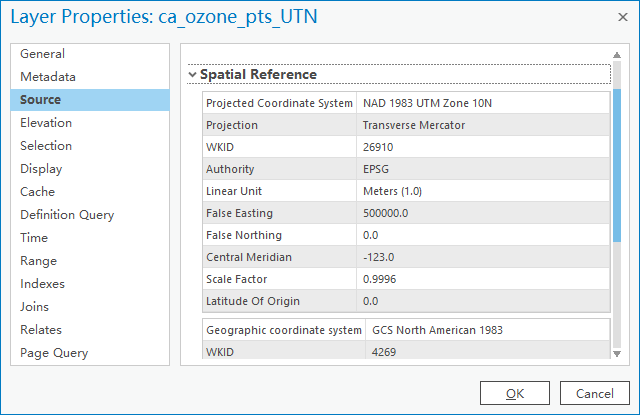 Layer Properties: ca_ozone_pts_UTN
General
Metadata
Source
Elevation
Selection
Display
Cache
Definition Query
Time
Range
Indexes
Joins
Relates
Page Query
Spatial Reference
Projected Coordinate System NAD 1983 UTM Zone 10N
Projection Transverse Mercator
WKID 26910
Authority EPSG
Linear Unit Meters (1.0)
False Easting 500000.0
False Northing 0.0
Central Meridian -123.0
Scale Factor 0.9996
Latitude Of Origin 0.0
Geographic coordinate system GCS North American 1983
WKID 4269
OK Cancel